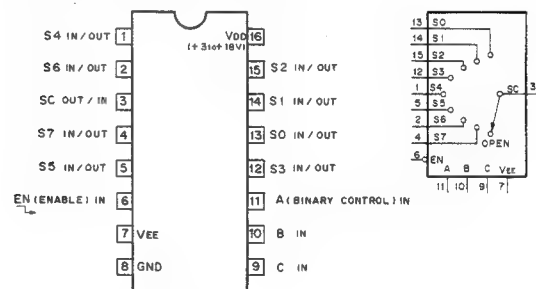 S4 IN/OUT 1
S6 IN/OUT 2
SC OUT/IN 3
S7 IN/OUT 4
S5 IN/OUT 5
EN (ENABLE) IN 6
7 VEE
8 GND
VDD 16
(+3 to +18V)
15 S2 IN/OUT
14 S1 IN/OUT
13 S0 IN/OUT
12 S3 IN/OUT
11 A (BINARY CONTROL) IN
10 B IN
9 C IN
13 S0
14 S1
15 S2
12 S3
1 S4
5 S5
2 S6
4 S7
SC 3
OPEN
6 EN
A B C VEE
11 10 9 7